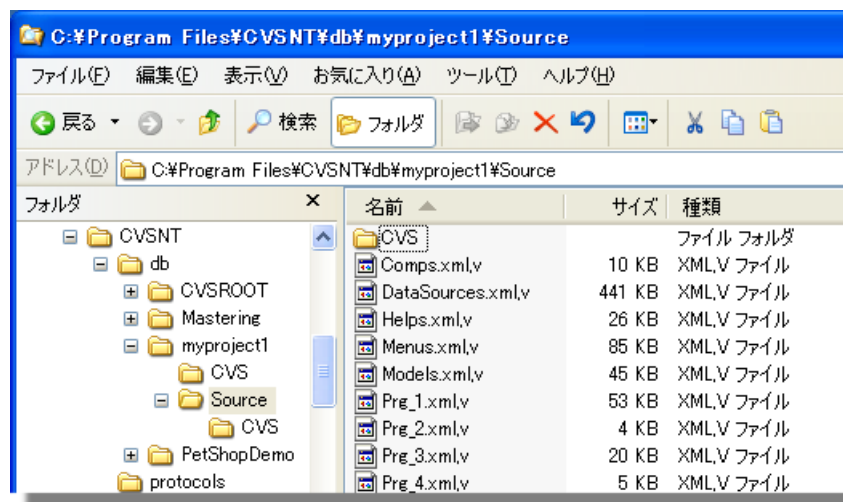 C:¥Program Files¥CVSNT¥db¥myproject1¥Source
ファイル(F) 編集(E) 表示(V) お気に入り(A) ツール(T) ヘルプ(H)
戻る 検索 フォルダ
アドレス(D) C:¥Program Files¥CVSNT¥db¥myproject1¥Source
フォルダ
CVSNT
db
CVSROOT
Mastering
myproject1
CVS
Source
CVS
PetShopDemo
protocols
名前 サイズ 種類
CVS ファイル フォルダ
Comps.xml,v 10 KB XML,V ファイル
DataSources.xml,v 441 KB XML,V ファイル
Helps.xml,v 26 KB XML,V ファイル
Menus.xml,v 85 KB XML,V ファイル
Models.xml,v 45 KB XML,V ファイル
Prg_1.xml,v 53 KB XML,V ファイル
Prg_2.xml,v 4 KB XML,V ファイル
Prg_3.xml,v 20 KB XML,V ファイル
Prg_4.xml,v 5 KB XML,V ファイル